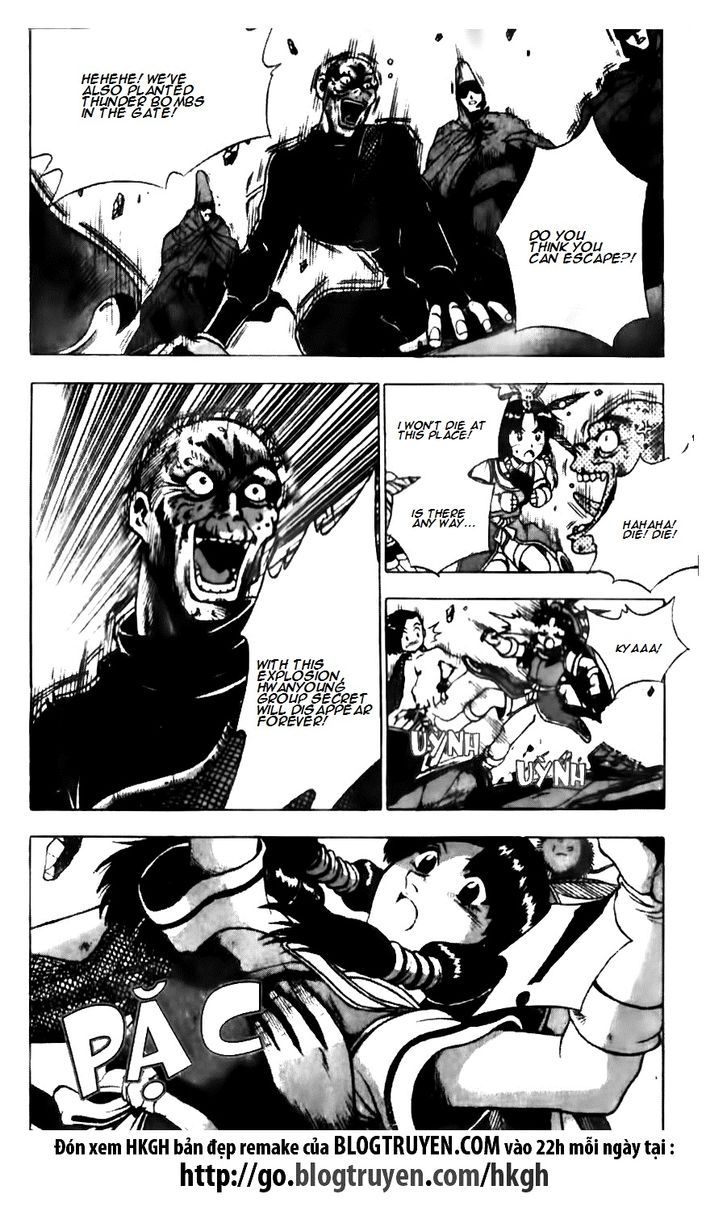 HEHEHE! WE'VE
ALSO PLANTED
THUNDER BOMBS
IN THE GATE!
DO YOU
THINK YOU
CAN ESCAPE?!
WITH THIS
EXPLOSION,
HWANYOUNG
GROUP SECRET
WILL DISAPPEAR
FOREVER!
I WON'T DIE AT
THIS PLACE!
IS THERE
ANY WAY...
HAHAHA!
DIE! DIE!
KYAAA!
UỲNH
UỲNH
PẶC
!
Đón xem HKGH bản đẹp remake của BLOGTRUYEN.COM vào 22h mỗi ngày tại :
http://go.blogtruyen.com/hkgh